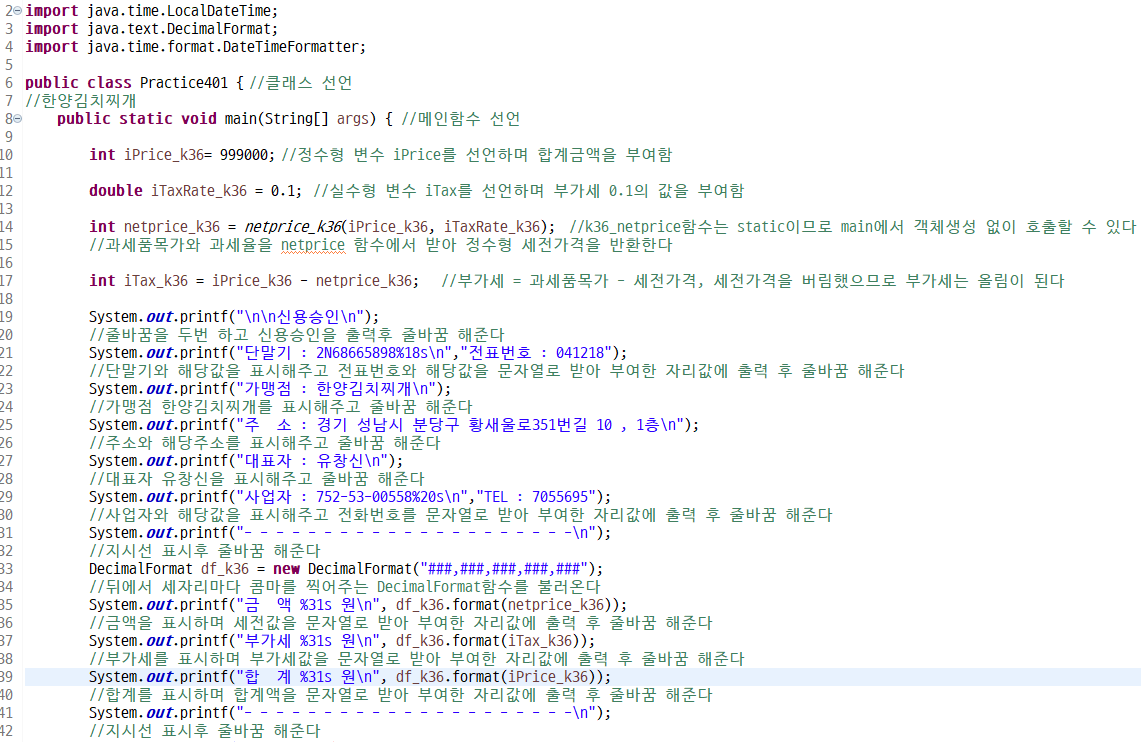 2 import java.time.LocalDateTime;
3 import java.text.DecimalFormat;
4 import java.time.format.DateTimeFormatter;
5
6 public class Practice401 { //클래스 선언
7 //한양김치찌개
8 public static void main(String[] args) { //메인함수 선언
9
10 int iPrice_k36= 999000; //정수형 변수 iPrice를 선언하며 합계금액을 부여함
11
12 double iTaxRate_k36 = 0.1; //실수형 변수 iTax를 선언하며 부가세 0.1의 값을 부여함
13
14 int netprice_k36 = netprice_k36(iPrice_k36, iTaxRate_k36); //k36_netprice함수는 static이므로 main에서 객체생성 없이 호출할 수 있다
15 //과세품목가와 과세율을 netprice 함수에서 받아 정수형 세전가격을 반환한다
16
17 int iTax_k36 = iPrice_k36 - netprice_k36; //부가세 = 과세품목가 - 세전가격, 세전가격을 버림했으므로 부가세는 올림이 된다
18
19 System.out.printf("\n\n신용승인\n");
20 //줄바꿈을 두번 하고 신용승인을 출력후 줄바꿈 해준다
21 System.out.printf("단말기 : 2N68665898%18s\n","전표번호 : 041218");
22 //단말기와 해당값을 표시해주고 전표번호와 해당값을 문자열로 받아 부여한 자리값에 출력 후 줄바꿈 해준다
23 System.out.printf("가맹점 : 한양김치찌개\n");
24 //가맹점 한양김치찌개를 표시해주고 줄바꿈 해준다
25 System.out.printf("주  소 : 경기 성남시 분당구 황새울로351번길 10 , 1층\n");
26 //주소와 해당주소를 표시해주고 줄바꿈 해준다
27 System.out.printf("대표자 : 유창신\n");
28 //대표자 유창신을 표시해주고 줄바꿈 해준다
29 System.out.printf("사업자 : 752-53-00558%20s\n","TEL : 7055695");
30 //사업자와 해당값을 표시해주고 전화번호를 문자열로 받아 부여한 자리값에 출력 후 줄바꿈 해준다
31 System.out.printf("- - - - - - - - - - - - - - - - - - - - -\n");
32 //지시선 표시후 줄바꿈 해준다
33 DecimalFormat df_k36 = new DecimalFormat("###,###,###,###,###");
34 //뒤에서 세자리마다 콤마를 찍어주는 DecimalFormat함수를 불러온다
35 System.out.printf("금  액 %31s 원\n", df_k36.format(netprice_k36));
36 //금액을 표시하며 세전값을 문자열로 받아 부여한 자리값에 출력 후 줄바꿈 해준다
37 System.out.printf("부가세 %31s 원\n", df_k36.format(iTax_k36));
38 //부가세를 표시하며 부가세값을 문자열로 받아 부여한 자리값에 출력 후 줄바꿈 해준다
39 System.out.printf("합  계 %31s 원\n", df_k36.format(iPrice_k36));
40 //합계를 표시하며 합계액을 문자열로 받아 부여한 자리값에 출력 후 줄바꿈 해준다
41 System.out.printf("- - - - - - - - - - - - - - - - - - - - -\n");
42 //지시선 표시후 줄바꿈 해준다